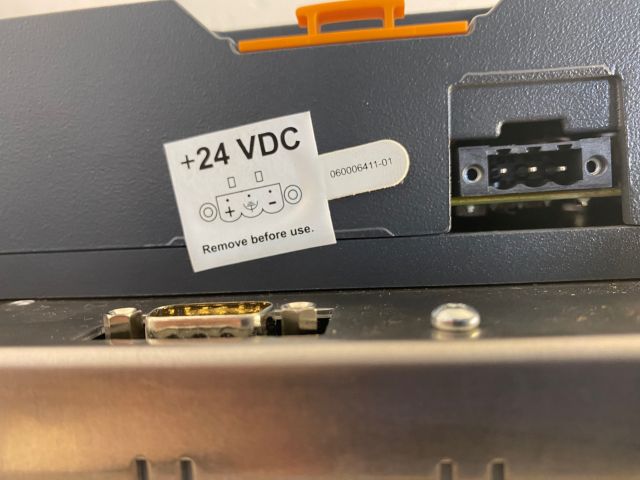 +24 VDC
+ -
Remove before use.
060006411-01